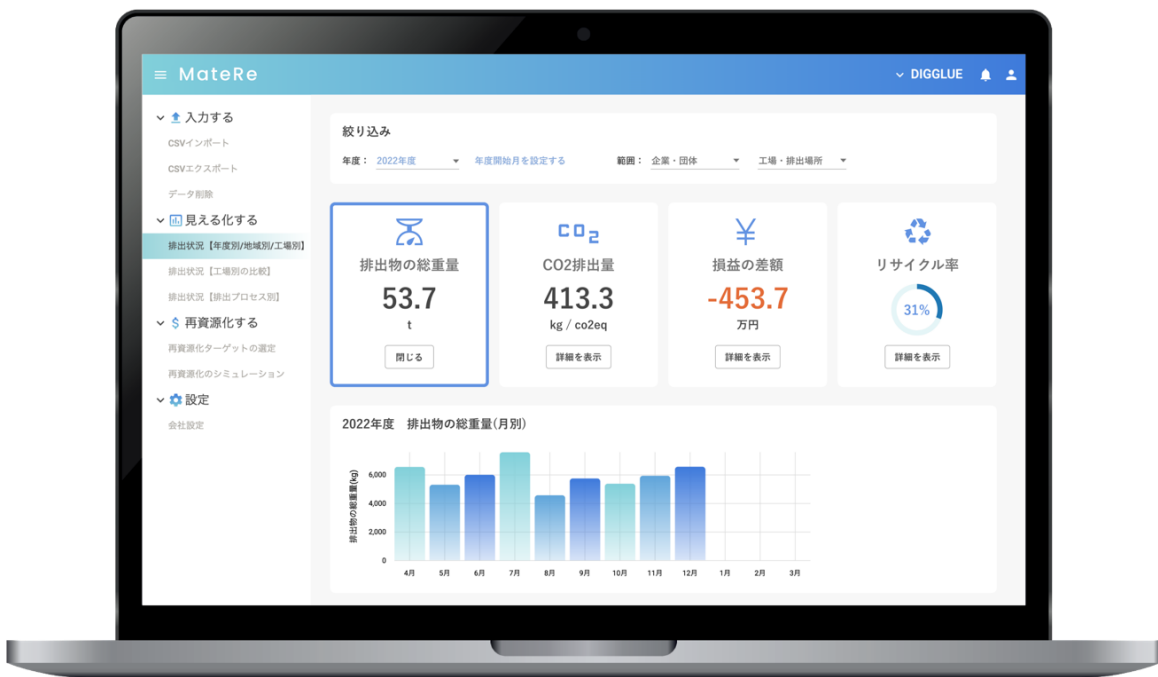 MateRe
DIGGLUE
入力する
CSVインポート
CSVエクスポート
データ削除
見える化する
排出状況【年度別/地域別/工場別】
排出状況【工場別の比較】
排出状況【排出プロセス別】
$ 再資源化する
再資源化ターゲットの選定
再資源化のシミュレーション
設定
会社設定
絞り込み
年度： 2022年度 年度開始月を設定する 範囲： 企業・団体 工場・排出場所
排出物の総重量
53.7
t
閉じる
CO2
CO2排出量
413.3
kg / co2eq
詳細を表示
¥
損益の差額
-453.7
万円
詳細を表示
リサイクル率
31%
詳細を表示
2022年度 排出物の総重量(月別)
排出物の総重量(kg)
6,000
4,000
2,000
0
4月 5月 6月 7月 8月 9月 10月 11月 12月 1月 2月 3月